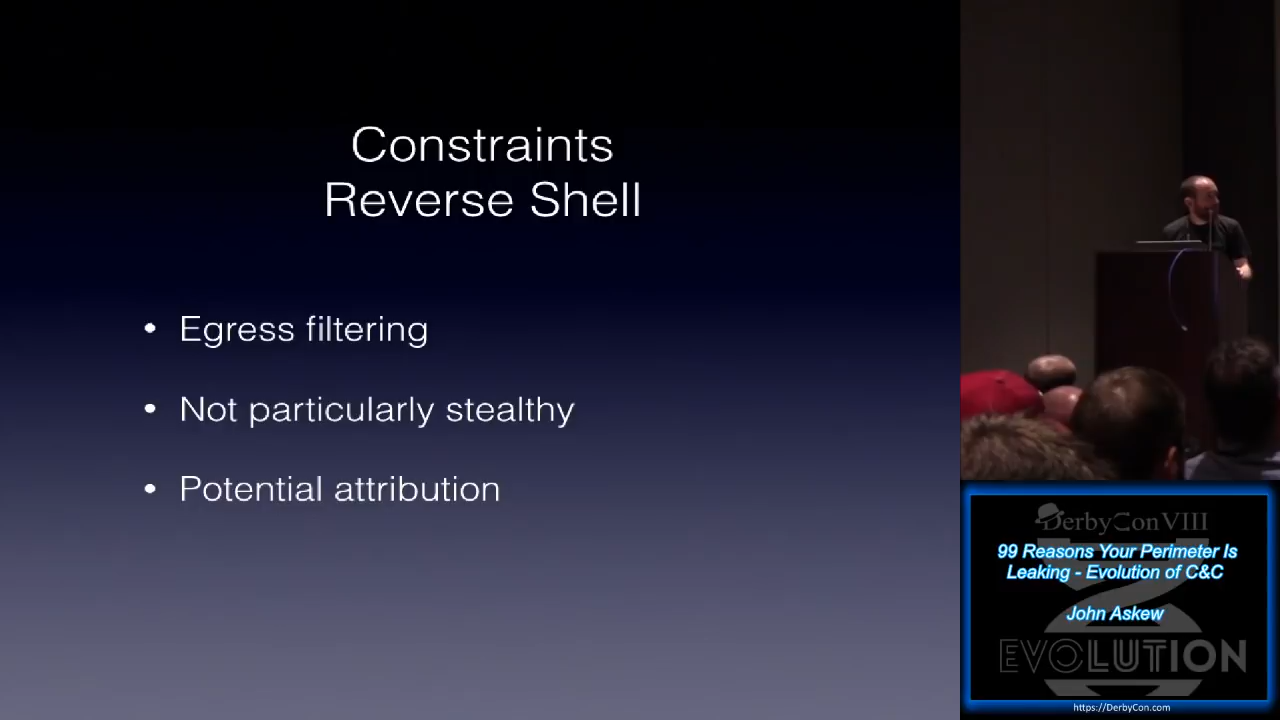 Constraints
Reverse Shell
• Egress filtering
• Not particularly stealthy
• Potential attribution
DerbyCon VIII
99 Reasons Your Perimeter Is
Leaking - Evolution of C&C
John Askew
EVOLUTION
https://DerbyCon.com